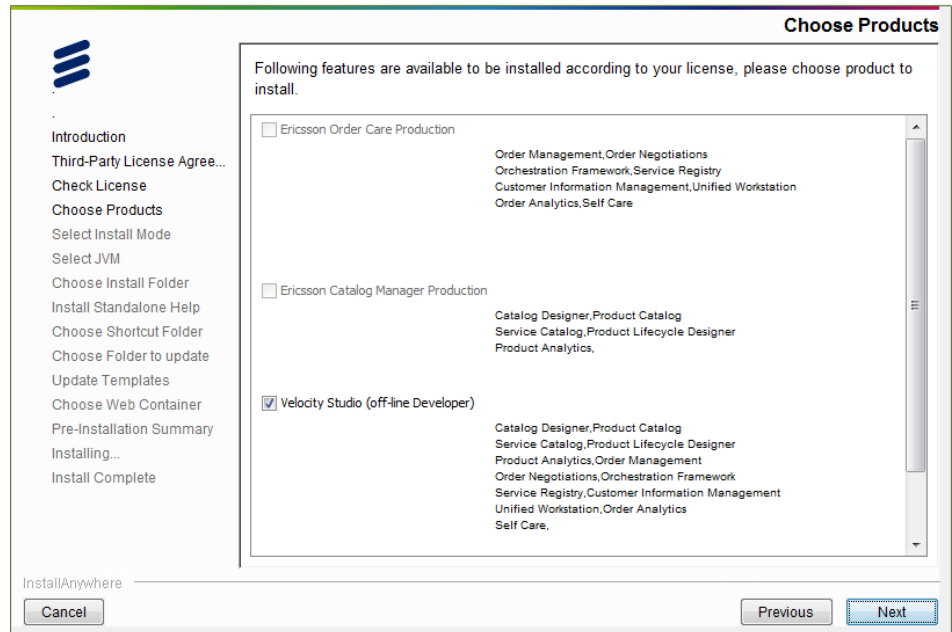 Choose Products
Following features are available to be installed according to your license, please choose product to
install.
.
.
Introduction
Third-Party License Agree...
Check License
Choose Products
Select Install Mode
Select JVM
Choose Install Folder
Install Standalone Help
Choose Shortcut Folder
Choose Folder to update
Update Templates
Choose Web Container
Pre-Installation Summary
Installing...
Install Complete
Ericsson Order Care Production
Order Management,Order Negotiations
Orchestration Framework,Service Registry
Customer Information Management,Unified Workstation
Order Analytics,Self Care
Ericsson Catalog Manager Production
Catalog Designer,Product Catalog
Service Catalog,Product Lifecycle Designer
Product Analytics,
Velocity Studio (off-line Developer)
Catalog Designer,Product Catalog
Service Catalog,Product Lifecycle Designer
Product Analytics,Order Management
Order Negotiations,Orchestration Framework
Service Registry,Customer Information Management
Unified Workstation,Order Analytics
Self Care,
InstallAnywhere
Cancel
Previous
Next